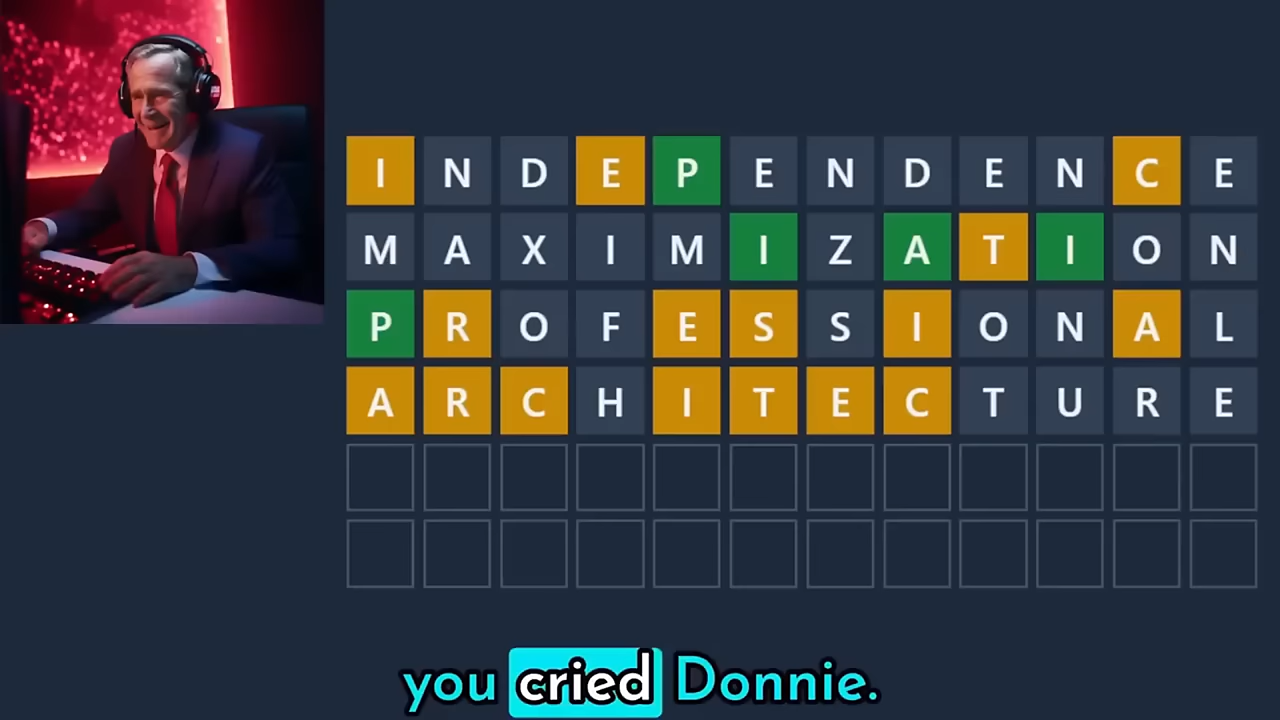 INDEPENDENCE
MAXIMIZATION
PROFESSIONAL
ARCHITECTURE
you cried Donnie.